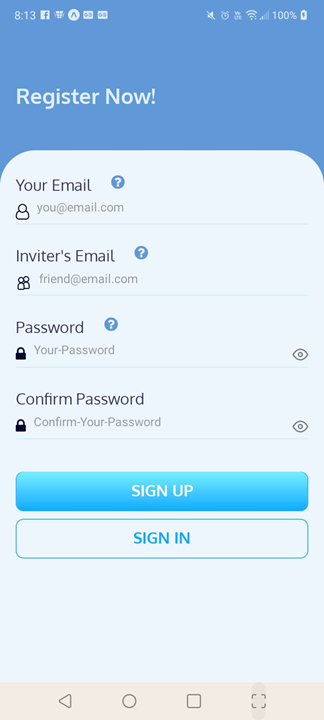 8:13
100%
Register Now!
Your Email
you@email.com
Inviter's Email
friend@email.com
Password
Your-Password
Confirm Password
Confirm-Your-Password
SIGN UP
SIGN IN